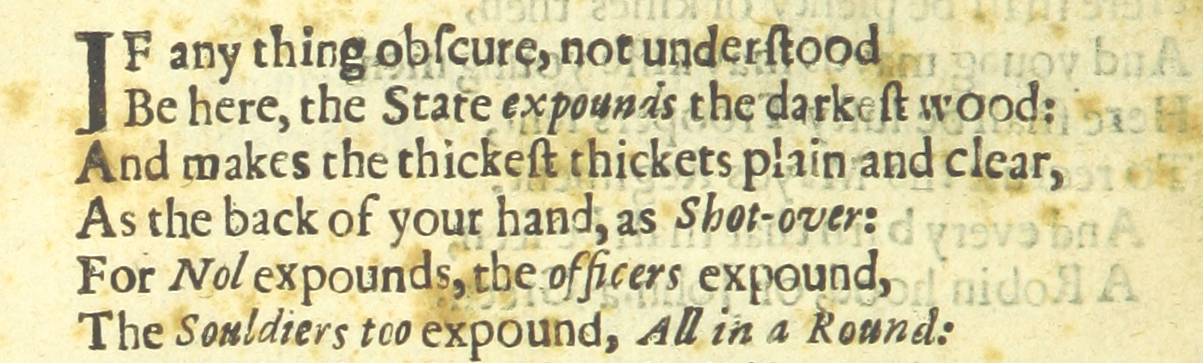 IF any thing obſcure, not underſtood
Be here, the State expounds the darkeſt wood:
And makes the thickeſt thickets plain and clear,
As the back of your hand, as Shot-over:
For Nol expounds, the officers expound,
The Souldiers too expound, All in a Round: